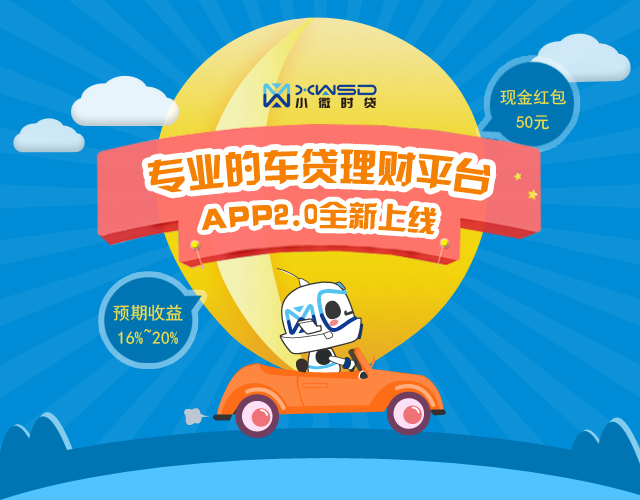 XWSD
小微时贷
现金红包
50元
专业的车贷理财平台
APP2.0全新上线
预期收益
16%~20%